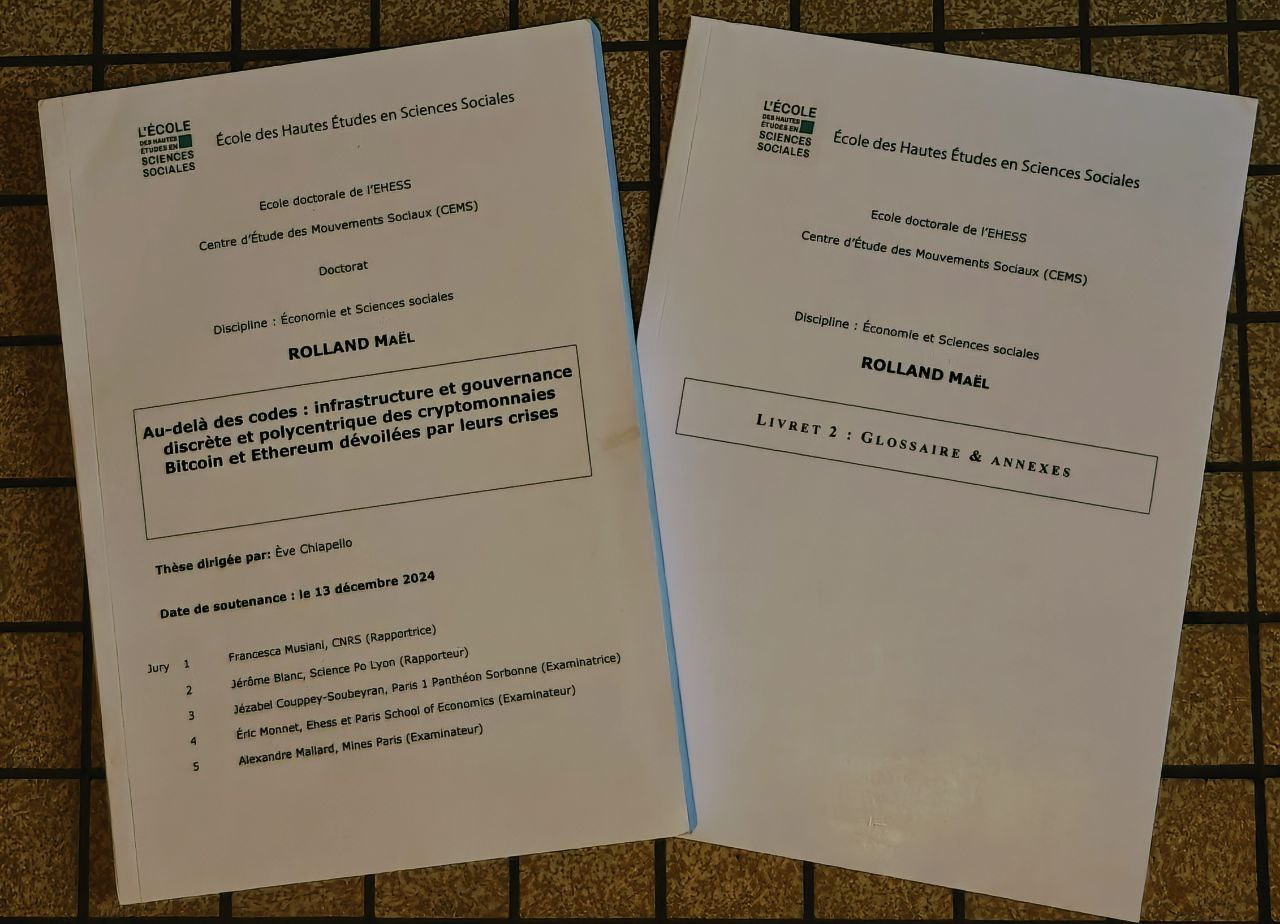 L'ÉCOLE
DES HAUTES
ÉTUDES EN
SCIENCES
SOCIALES
École des Hautes Études en Sciences Sociales
Ecole doctorale de l'EHESS
Centre d'Étude des Mouvements Sociaux (CEMS)
Doctorat
Discipline : Économie et Sciences sociales
ROLLAND MAËL
Au-delà des codes : infrastructure et gouvernance
discrète et polycentrique des cryptomonnaies
Bitcoin et Ethereum dévoilées par leurs crises
Thèse dirigée par: Ève Chiapello
Date de soutenance : le 13 décembre 2024
Jury 1 Francesca Musiani, CNRS (Rapportrice)
2 Jérôme Blanc, Science Po Lyon (Rapporteur)
3 Jézabel Couppey-Soubeyran, Paris 1 Panthéon Sorbonne (Examinatrice)
4 Éric Monnet, Ehess et Paris School of Economics (Examinateur)
5 Alexandre Mallard, Mines Paris (Examinateur)
L'ÉCOLE
DES HAUTES
ÉTUDES EN
SCIENCES
SOCIALES
École des Hautes Études en Sciences Sociales
Ecole doctorale de l'EHESS
Centre d'Étude des Mouvements Sociaux (CEMS)
Discipline : Économie et Sciences sociales
ROLLAND MAËL
LIVRET 2 : GLOSSAIRE & ANNEXES